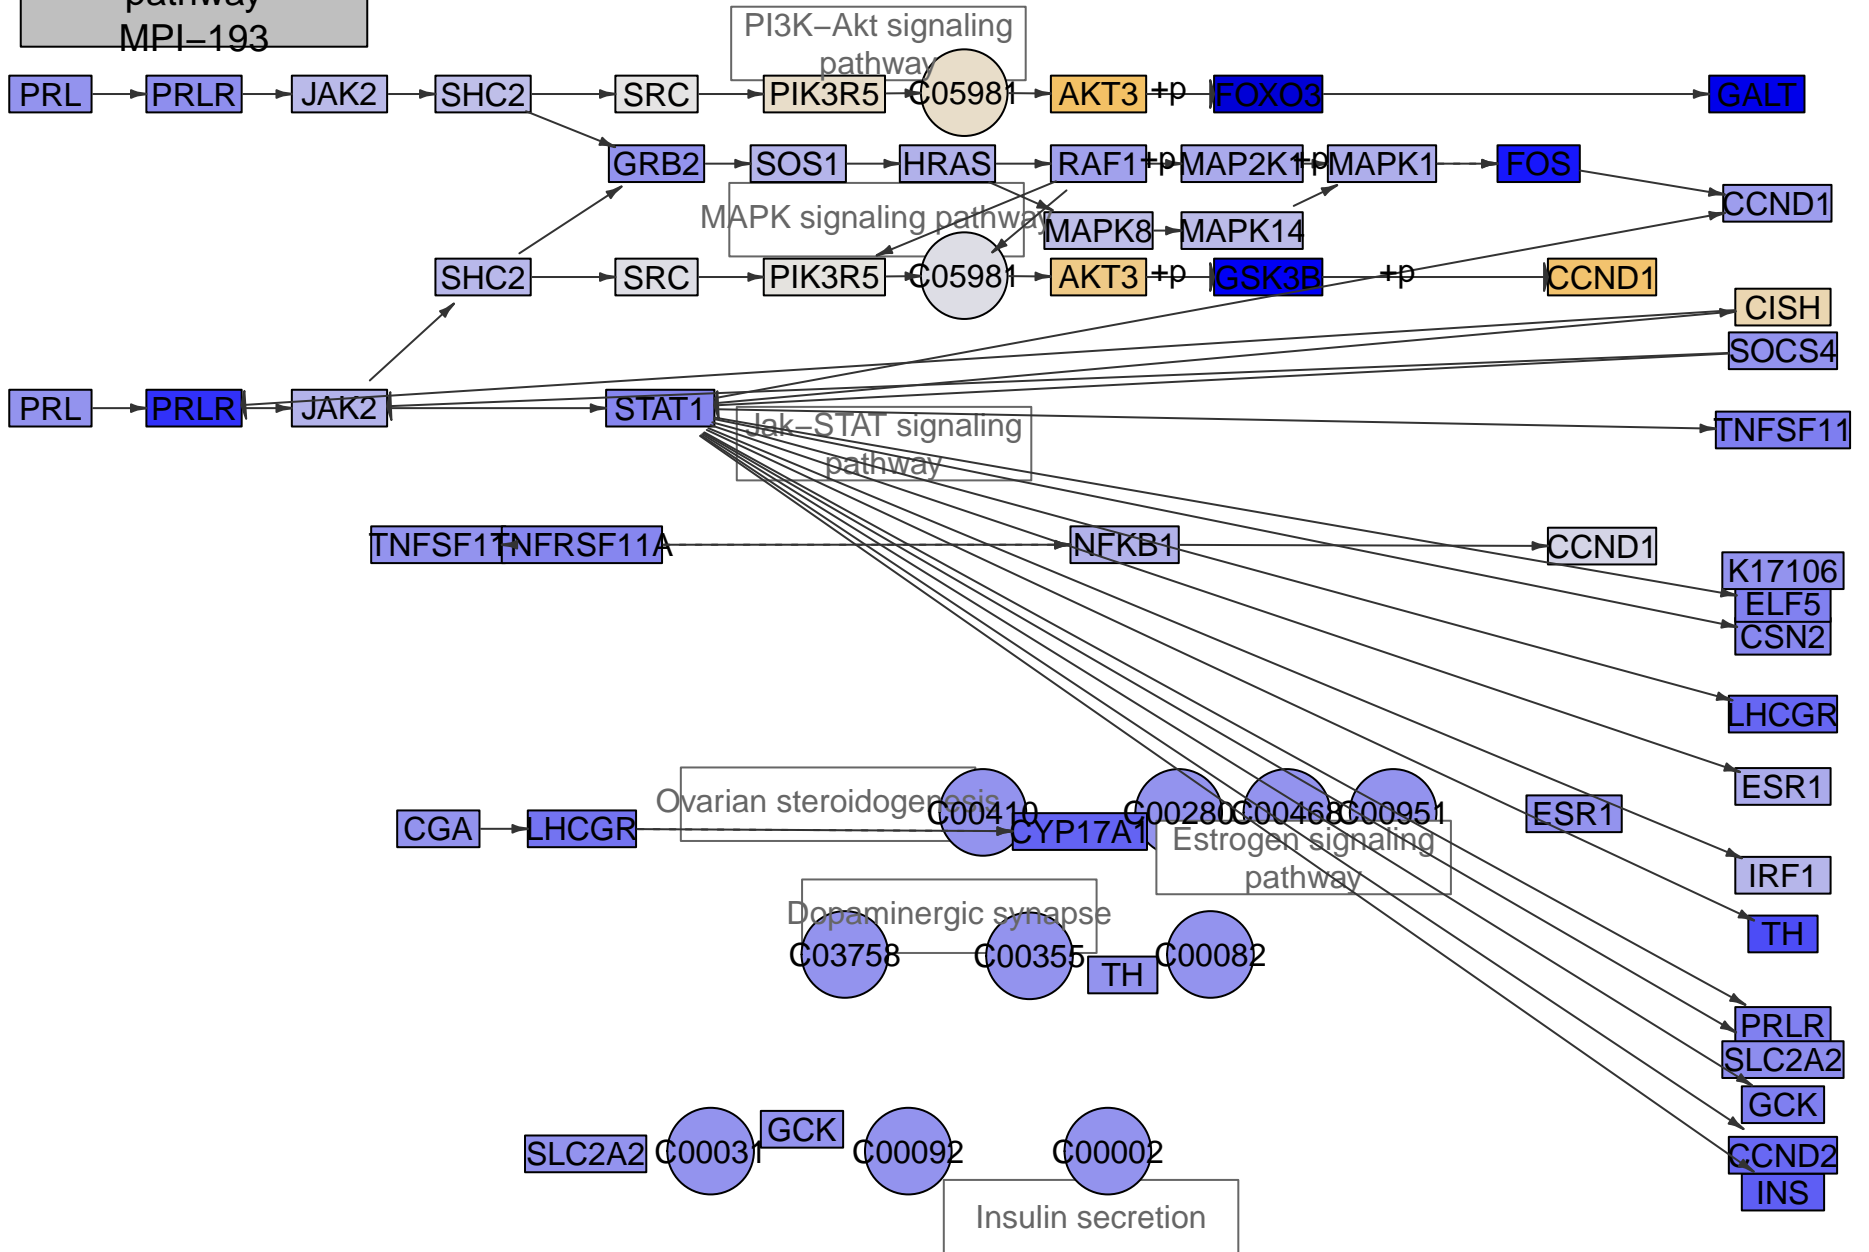 pathway
MPI−193
PI3K−Akt signaling
pathway
PRL
PRLR
JAK2
SHC2
SRC
PIK3R5
C05981
AKT3
+p
FOXO3
GALT
GRB2
SOS1
HRAS
RAF1
+p
MAP2K1
+p
MAPK1
FOS
CCND1
MAPK signaling pathway
MAPK8
MAPK14
SHC2
SRC
PIK3R5
C05981
AKT3
+p
GSK3B
+p
CCND1
CISH
SOCS4
PRL
PRLR
JAK2
STAT1
TNFSF11
Jak−STAT signaling
pathway
TNFSF11
TNFRSF11A
NFKB1
CCND1
K17106
ELF5
CSN2
LHCGR
ESR1
Ovarian steroidogenesis
C00410
C00280
C00468
C00951
ESR1
CGA
LHCGR
CYP17A1
Estrogen signaling
pathway
IRF1
Dopaminergic synapse
TH
C03758
C00355
TH
C00082
PRLR
SLC2A2
GCK
SLC2A2
C00031
GCK
C00092
C00002
CCND2
INS
Insulin secretion